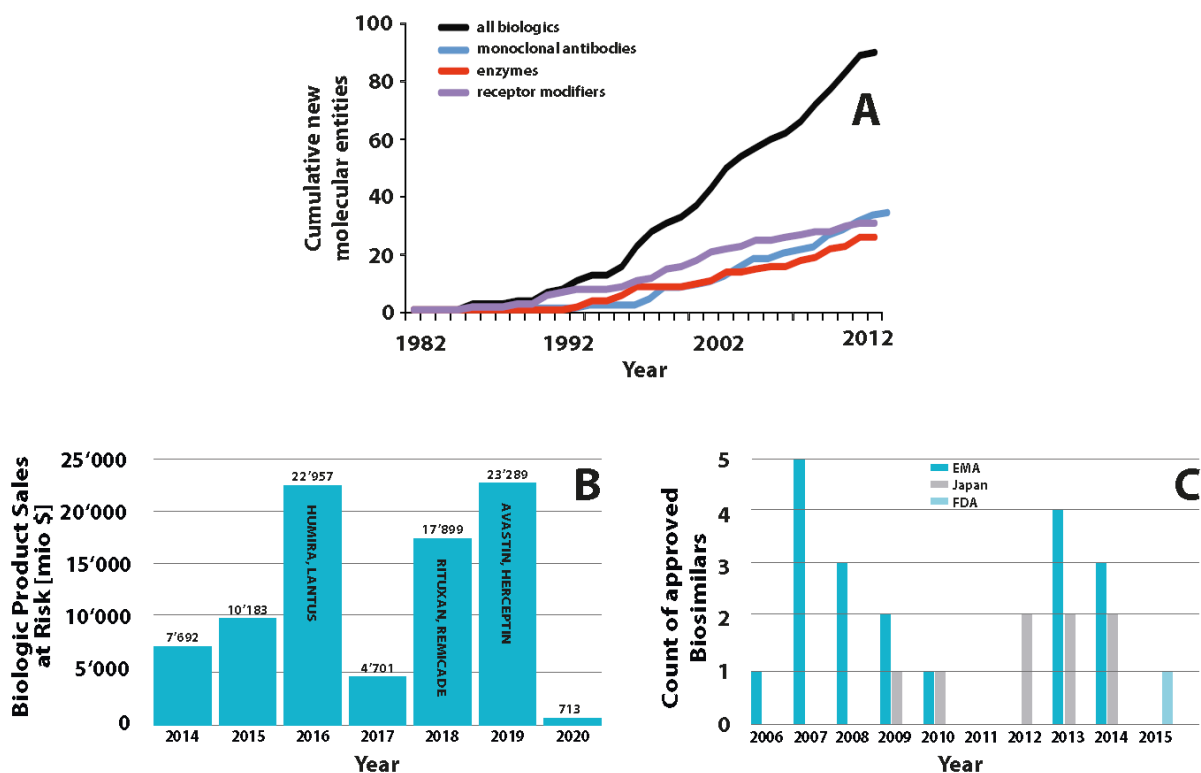 100
80
60
40
20
0
Cumulative new
molecular entities
all biologics
monoclonal antibodies
enzymes
receptor modifiers
A
1982
1992
2002
2012
Year
25‘000
20‘000
15‘000
10‘000
5‘000
0
Biologic Product Sales
at Risk [mio $]
7‘692
10‘183
22‘957
4‘701
17‘899
23‘289
713
HUMIRA, LANTUS
RITUXAN, REMICADE
AVASTIN, HERCEPTIN
B
2014
2015
2016
2017
2018
2019
2020
Year
5
4
3
2
1
0
Count of approved
Biosimilars
EMA
Japan
FDA
C
2006
2007
2008
2009
2010
2011
2012
2013
2014
2015
Year